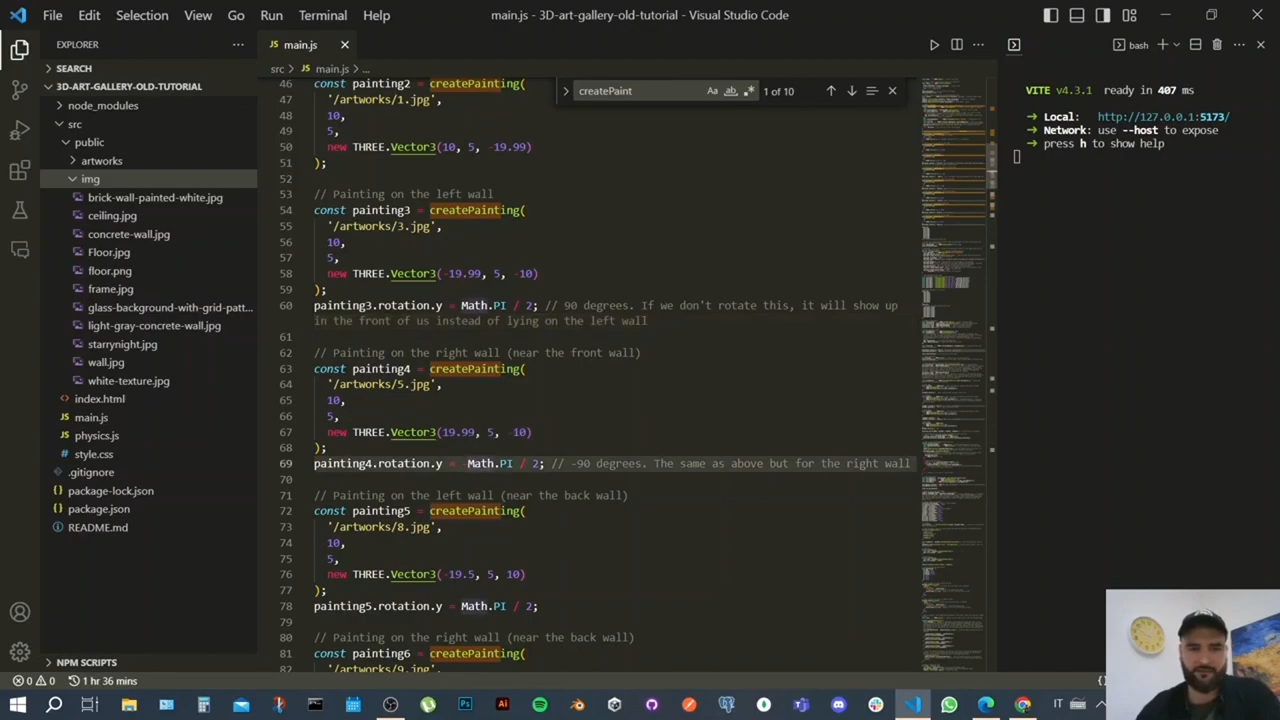 File Edit Selection View Go Run Terminal Help main.js - 3D-art-gallery-old-tutorial - Visual Studio Code
EXPLORER
SEARCH
3D-ART-GALLERY-OLD-TUTORIAL
node_modules
src
public
artworks
img
brick-wall-painted-white.jpg
ceiling.jpg
concrete-wall.jpg
Floor.jpg
floor.png
frame.jpg
glass-background-with-grid-patt...
light-gray-concrete-wall.jpg
starrynight.jpg
wall.jpg
white-texture.jpg
index.html
main.js
physics.js
style.css
.gitignore
package-lock.json
package.json
README.md
NPM SCRIPTS
JS main.js
src > JS main.js > ...
createPaint Aa ab 1 of 10
46 const painting2 = createPainting(
47 '/artworks/1.jpg',
48 10,
49 5,
50 new THREE.Vector3(10, 5, -19.99)
51 );
52
53 // Painting on the left wall
54 const painting3 = createPainting(
55 '/artworks/3.jpg',
56 10,
57 5,
58 new THREE.Vector3(-19.99, 5, -10)
59 );
60 painting3.rotation.y = Math.PI / 2; // 90 degrees. If we don't rotate this, it will show up
in the front of us instead of lying on the left wall
61
62 // Painting on the right wall (near the front wall)
63 const painting4 = createPainting(
64 '/artworks/5.jpg',
65 10,
66 5,
67 new THREE.Vector3(19.99, 5, -10)
68 );
69 painting4.rotation.y = -Math.PI / 2; // -90 degrees. The same as above but for the right wall
70
71 // Painting on the left wall (near the back wall)
72 const painting5 = createPainting(
73 '/artworks/8.jpg',
74 10,
75 5,
76 new THREE.Vector3(-19.5, 5, -10)
77 );
78 painting5.rotation.y = Math.PI / 2;
79
80 // Painting on the right wall (near the back wall)
81 const painting6 = createPainting(
82 '/artworks/9.jpg',
bash
VITE v4.3.1 ready in 407 ms
➜ Local: http://127.0.0.1:5173/
➜ Network: use --host to expose
➜ press h to show help
0 0 1 hr 36 mins
IT